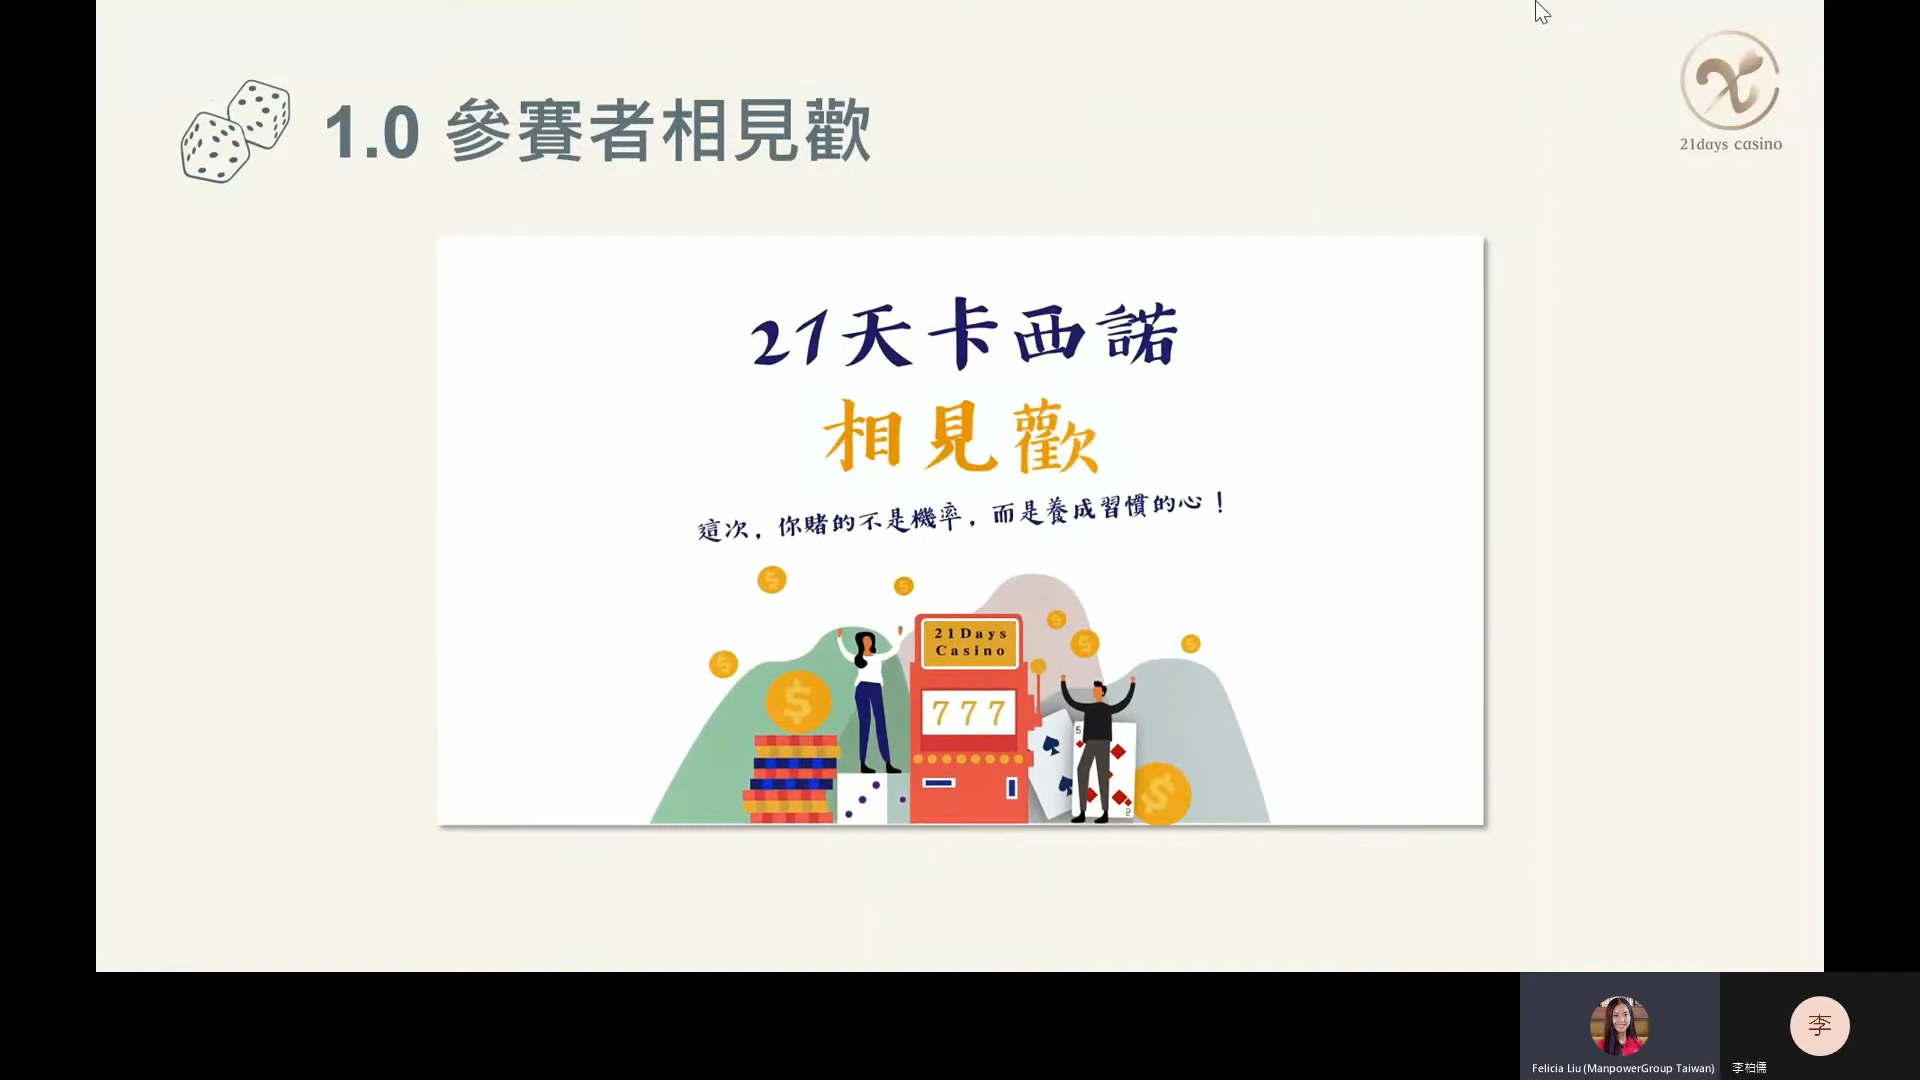 1.0 參賽者相見歡
21days casino
21天卡西諾
相見歡
這次，你賭的不是機率，而是養成習慣的心！
21Days
Casino
777
5
Felicia Liu (ManpowerGroup Taiwan)
李
李柏儒